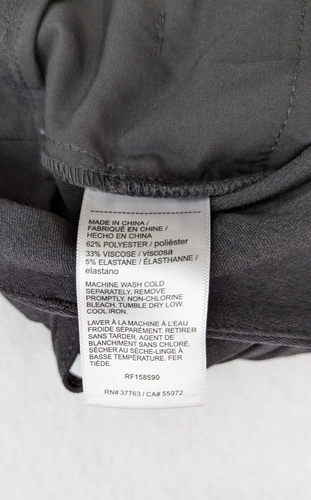 MADE IN CHINA /
FABRIQUÉ EN CHINE /
HECHO EN CHINA
62% POLYESTER / poliéster
33% VISCOSE / viscosa
5% ELASTANE / ÉLASTHANNE /
elastano
MACHINE WASH COLD
SEPARATELY. REMOVE
PROMPTLY. NON-CHLORINE
BLEACH. TUMBLE DRY LOW.
COOL IRON.
LAVER À LA MACHINE À L'EAU
FROIDE SÉPARÉMENT. RETIRER
SANS TARDER. AGENT DE
BLANCHIMENT SANS CHLORE.
SÉCHER AU SÈCHE-LINGE À
BASSE TEMPÉRATURE. FER
TIÈDE.
RF158590
RN# 37763 / CA# 55972